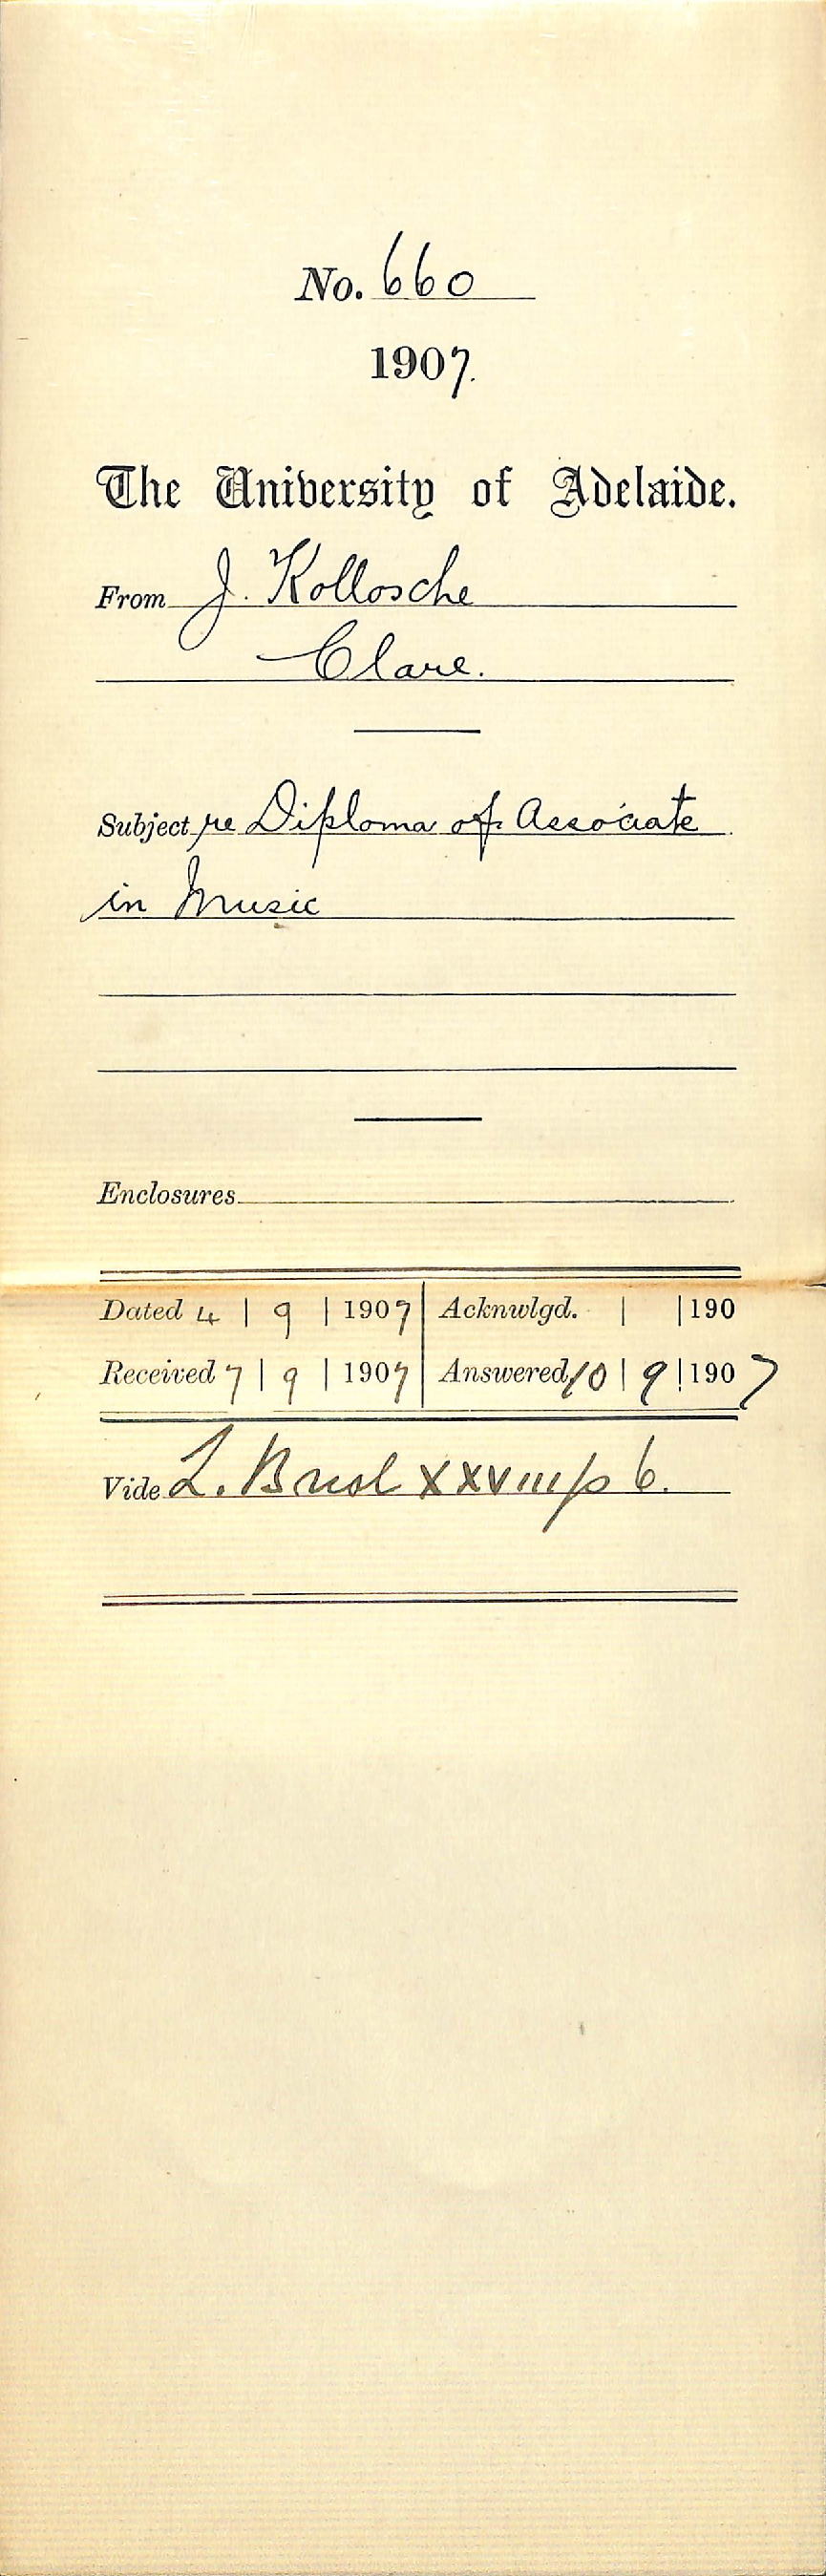 No. 660
1907.
The University of Adelaide.
From J. Kollosche
Clare.
Subject re Diploma of Associate
in Music
Enclosures
Dated 4 | 9 | 1907 | Acknwlgd. | | 190
Received 7 | 9 | 1907 | Answered 10 | 9 | 1907
Vide L. xxviii p 6.